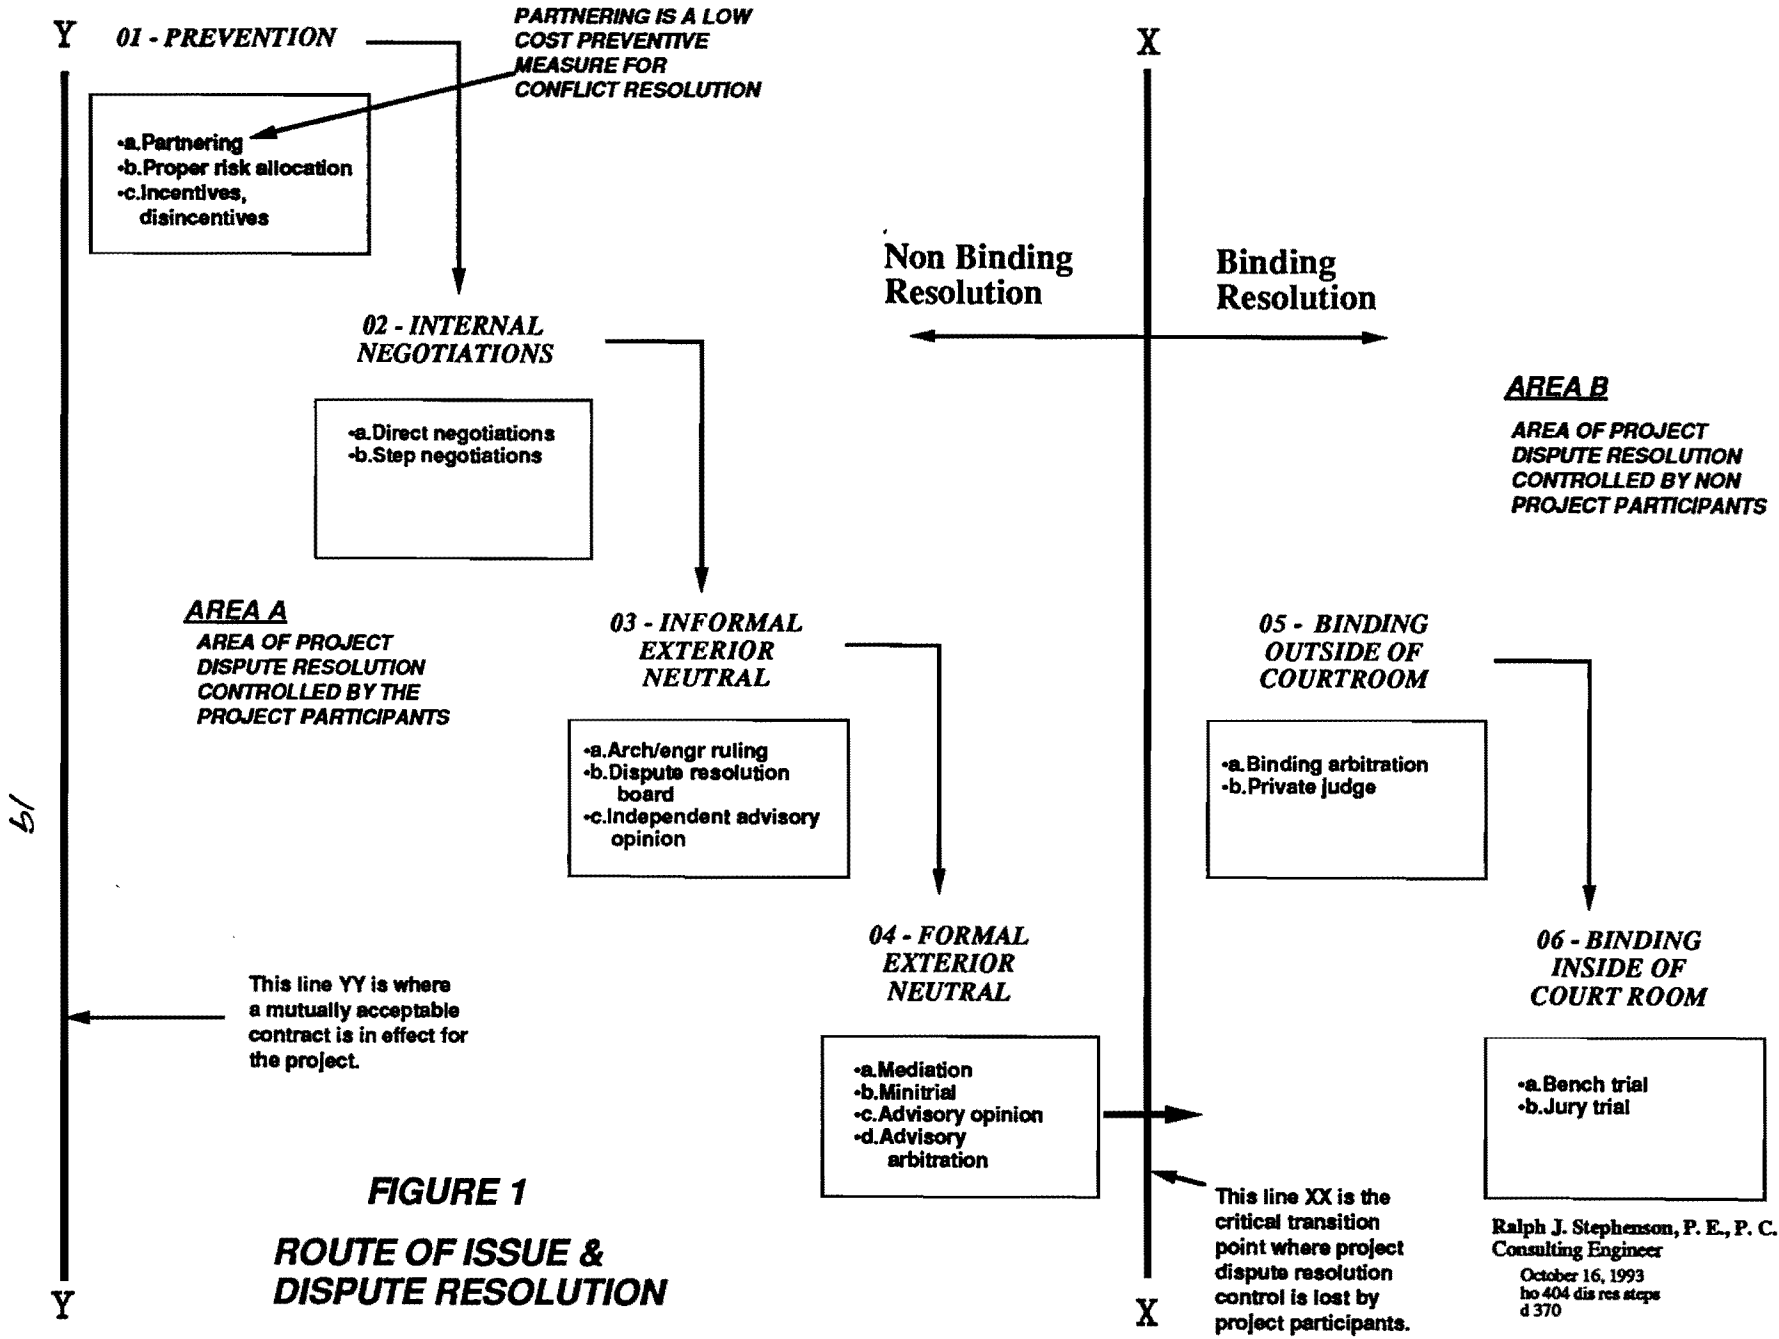 Y
01 - PREVENTION
PARTNERING IS A LOW
COST PREVENTIVE
MEASURE FOR
CONFLICT RESOLUTION
X
•a.Partnering
•b.Proper risk allocation
•c.Incentives,
disincentives
Non Binding
Resolution
Binding
Resolution
02 - INTERNAL
NEGOTIATIONS
•a.Direct negotiations
•b.Step negotiations
AREA B
AREA OF PROJECT
DISPUTE RESOLUTION
CONTROLLED BY NON
PROJECT PARTICIPANTS
AREA A
AREA OF PROJECT
DISPUTE RESOLUTION
CONTROLLED BY THE
PROJECT PARTICIPANTS
03 - INFORMAL
EXTERIOR
NEUTRAL
•a.Arch/engr ruling
•b.Dispute resolution
board
•c.Independent advisory
opinion
05 - BINDING
OUTSIDE OF
COURTROOM
•a.Binding arbitration
•b.Private judge
19
04 - FORMAL
EXTERIOR
NEUTRAL
•a.Mediation
•b.Minitrial
•c.Advisory opinion
•d.Advisory
arbitration
06 - BINDING
INSIDE OF
COURT ROOM
•a.Bench trial
•b.Jury trial
This line YY is where
a mutually acceptable
contract is in effect for
the project.
FIGURE 1
ROUTE OF ISSUE &
DISPUTE RESOLUTION
This line XX is the
critical transition
point where project
dispute resolution
control is lost by
project participants.
Ralph J. Stephenson, P. E., P. C.
Consulting Engineer
October 16, 1993
ho 404 dis res steps
d 370
Y
X